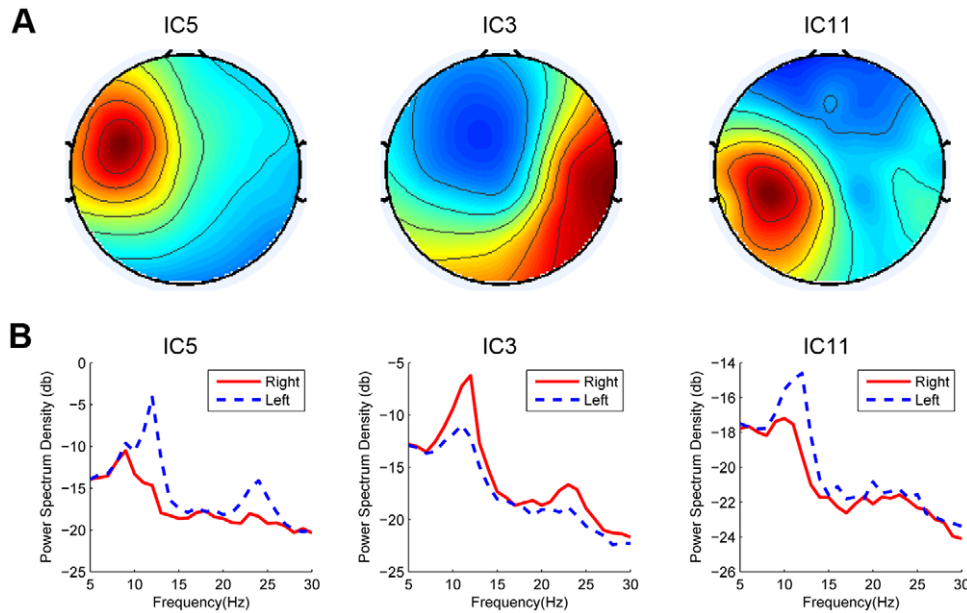 A
IC5 IC3 IC11
B
IC5 IC3 IC11
Power Spectrum Density (db)
0
−5
−10
−15
−20
−25
5 10 15 20 25 30
Frequency(Hz)
Right
Left
Power Spectrum Density (db)
−5
−10
−15
−20
−25
5 10 15 20 25 30
Frequency(Hz)
Right
Left
Power Spectrum Density (db)
−14
−16
−18
−20
−22
−24
−26
5 10 15 20 25 30
Frequency(Hz)
Right
Left